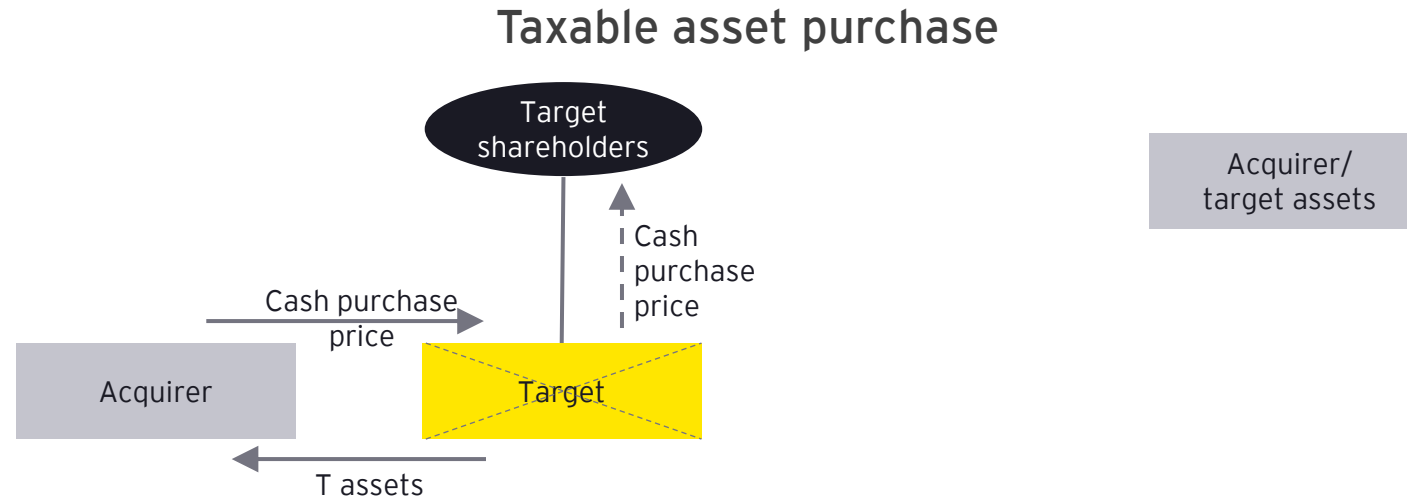 Taxable asset purchase
Target
shareholders
Acquirer/
target assets
Cash
purchase
price
Cash purchase
price
Acquirer
Target
T assets